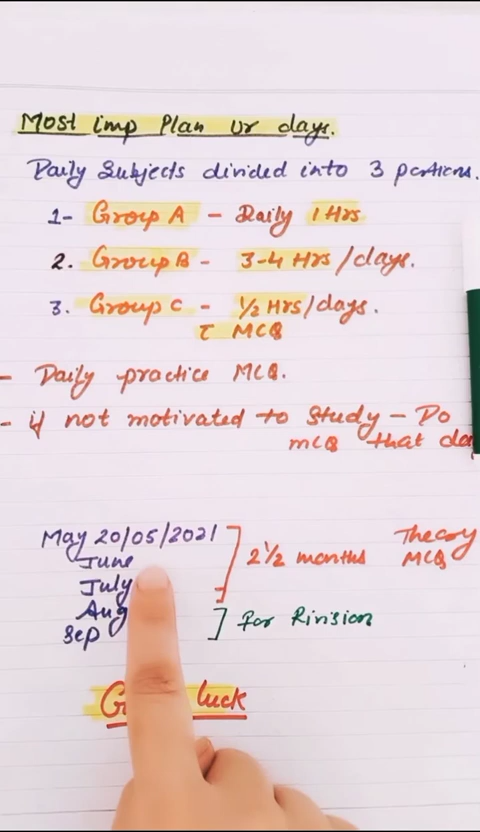 Most imp Plan Ur days.
Daily Subjects divided into 3 portions.
1- Group A - Daily 1 Hrs
2. Group B - 3-4 Hrs/days.
3. Group C - 1/2 Hrs/days.
MCQ
- Daily practice MCQ.
- if not motivated to Study - Do
mcq that
May 20/05/2021
June
July
Aug
Sep
2 1/2 months
Theory
MCQ
for Rivision
luck